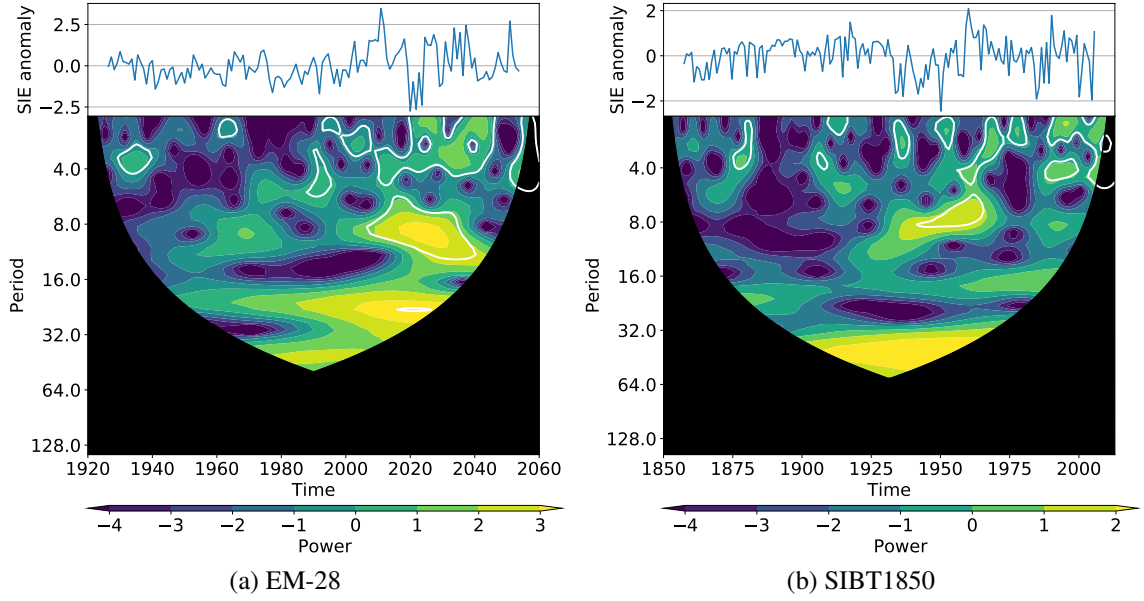 SIE anomaly
2.5
0.0
−2.5
Period
4.0
8.0
16.0
32.0
64.0
128.0
1920 1940 1960 1980 2000 2020 2040 2060
Time
−4 −3 −2 −1 0 1 2 3
Power
(a) EM-28
SIE anomaly
2
0
−2
Period
4.0
8.0
16.0
32.0
64.0
128.0
1850 1875 1900 1925 1950 1975 2000
Time
−4 −3 −2 −1 0 1 2
Power
(b) SIBT1850